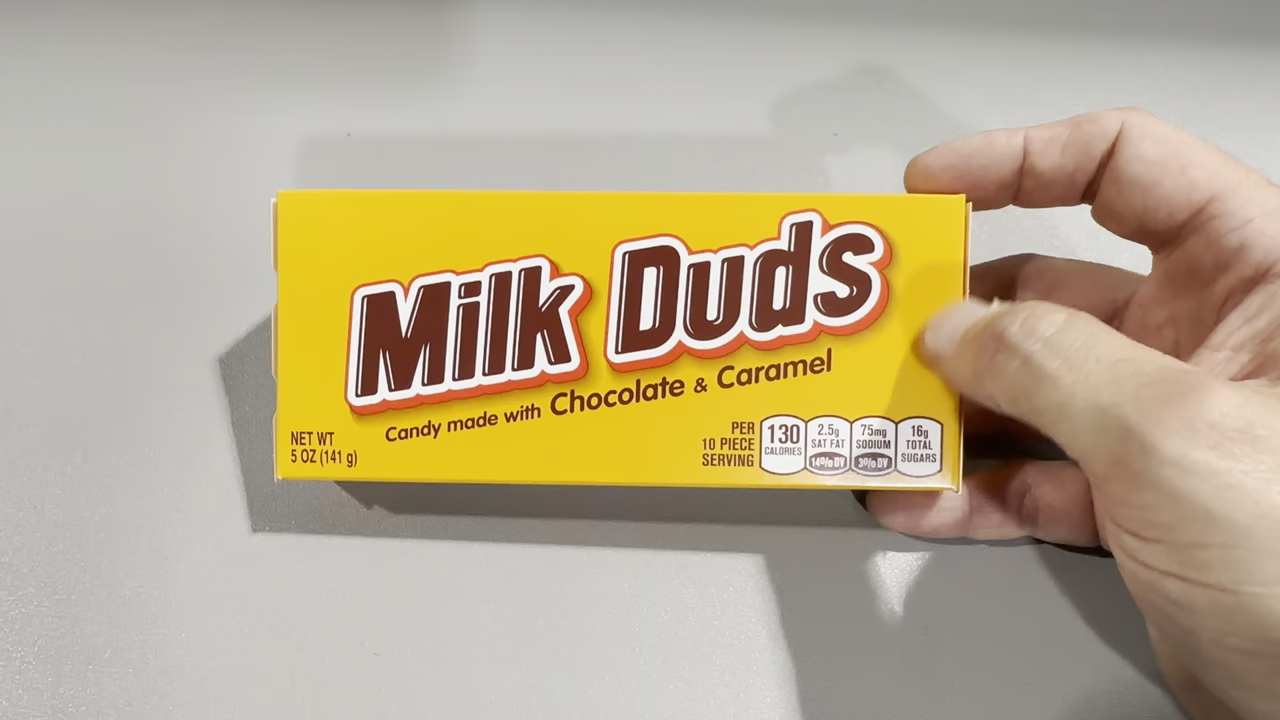 Milk Duds
Candy made with Chocolate & Caramel
NET WT
5 OZ (141 g)
PER
10 PIECE
SERVING
130
CALORIES
2.5g
SAT FAT
14% DV
75mg
SODIUM
3% DV
16g
TOTAL
SUGARS